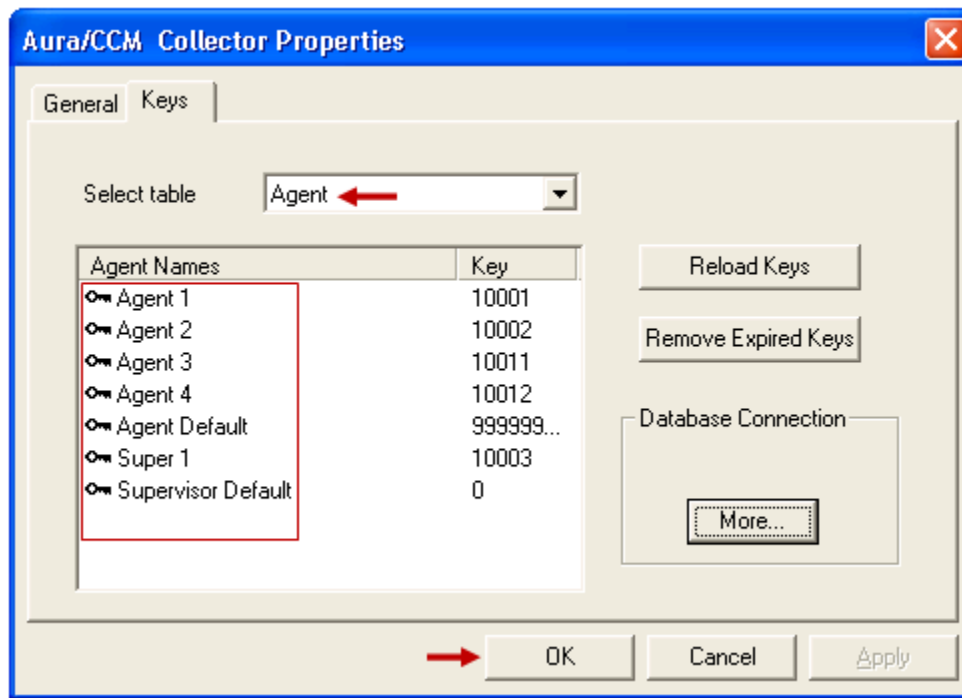 Aura/CCM Collector Properties
General Keys
Select table Agent
Agent Names Key
Agent 1 10001
Agent 2 10002
Agent 3 10011
Agent 4 10012
Agent Default 999999...
Super 1 10003
Supervisor Default 0
Reload Keys
Remove Expired Keys
Database Connection
More...
OK Cancel Apply